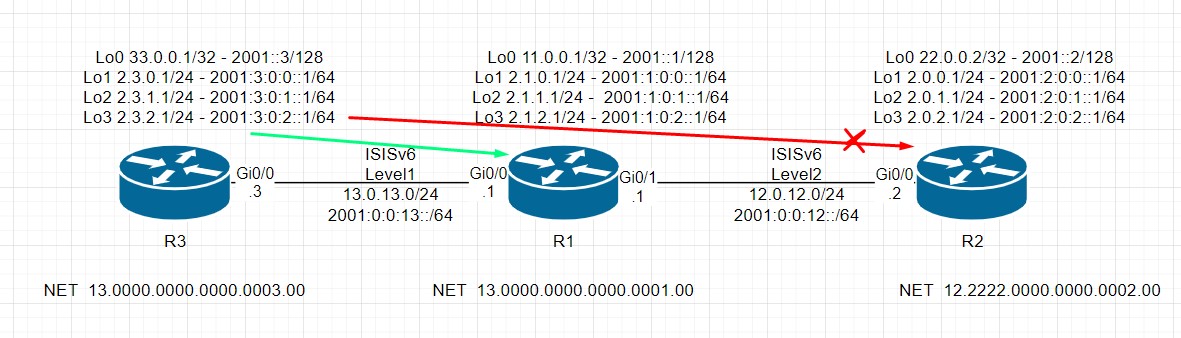 Lo0 33.0.0.1/32 - 2001::3/128
Lo1 2.3.0.1/24 - 2001:3:0:0::1/64
Lo2 2.3.1.1/24 - 2001:3:0:1::1/64
Lo3 2.3.2.1/24 - 2001:3:0:2::1/64
Lo0 11.0.0.1/32 - 2001::1/128
Lo1 2.1.0.1/24 - 2001:1:0:0::1/64
Lo2 2.1.1.1/24 - 2001:1:0:1::1/64
Lo3 2.1.2.1/24 - 2001:1:0:2::1/64
Lo0 22.0.0.2/32 - 2001::2/128
Lo1 2.0.0.1/24 - 2001:2:0:0::1/64
Lo2 2.0.1.1/24 - 2001:2:0:1::1/64
Lo3 2.0.2.1/24 - 2001:2:0:2::1/64
Gi0/0
.3
ISISv6
Level1
13.0.13.0/24
2001:0:0:13::/64
Gi0/0
.1
Gi0/1
.1
ISISv6
Level2
12.0.12.0/24
2001:0:0:12::/64
Gi0/0
.2
R3
R1
R2
NET 13.0000.0000.0000.0003.00
NET 13.0000.0000.0000.0001.00
NET 12.2222.0000.0000.0002.00